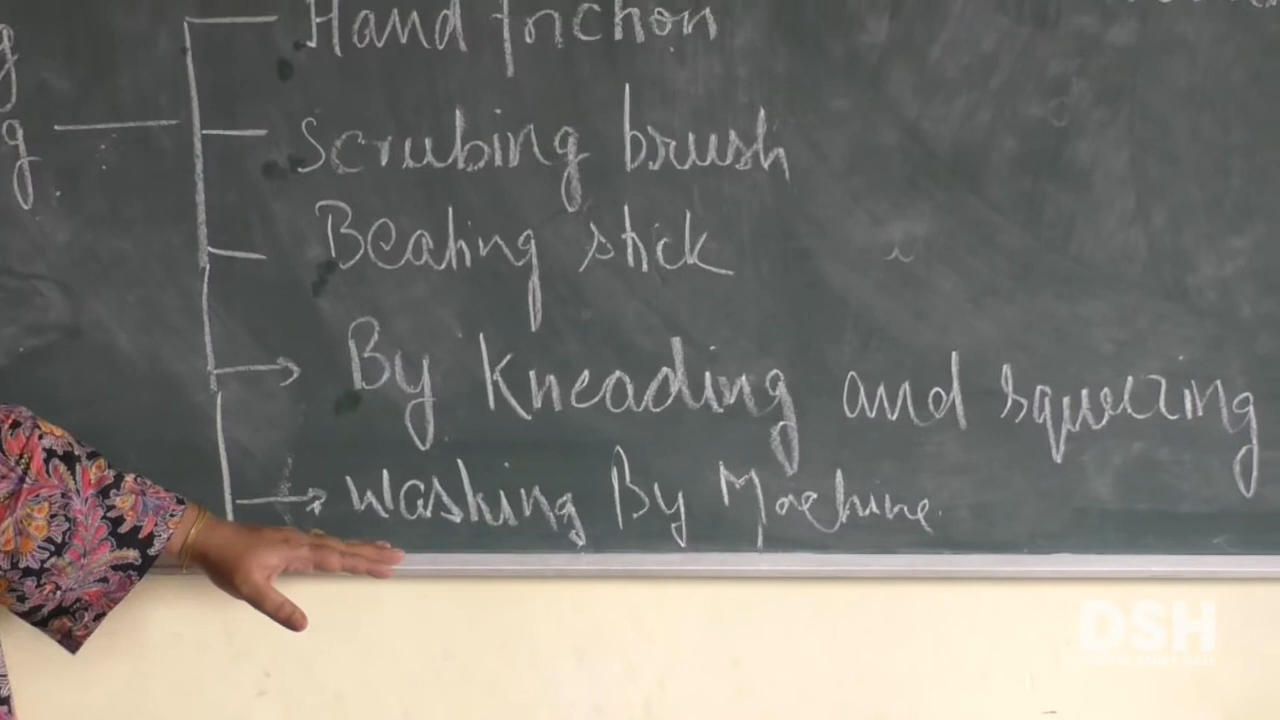 Hand friction
Scrubing brush
Beating stick
By Kneading and squeezing
Washing By Machine
DSH